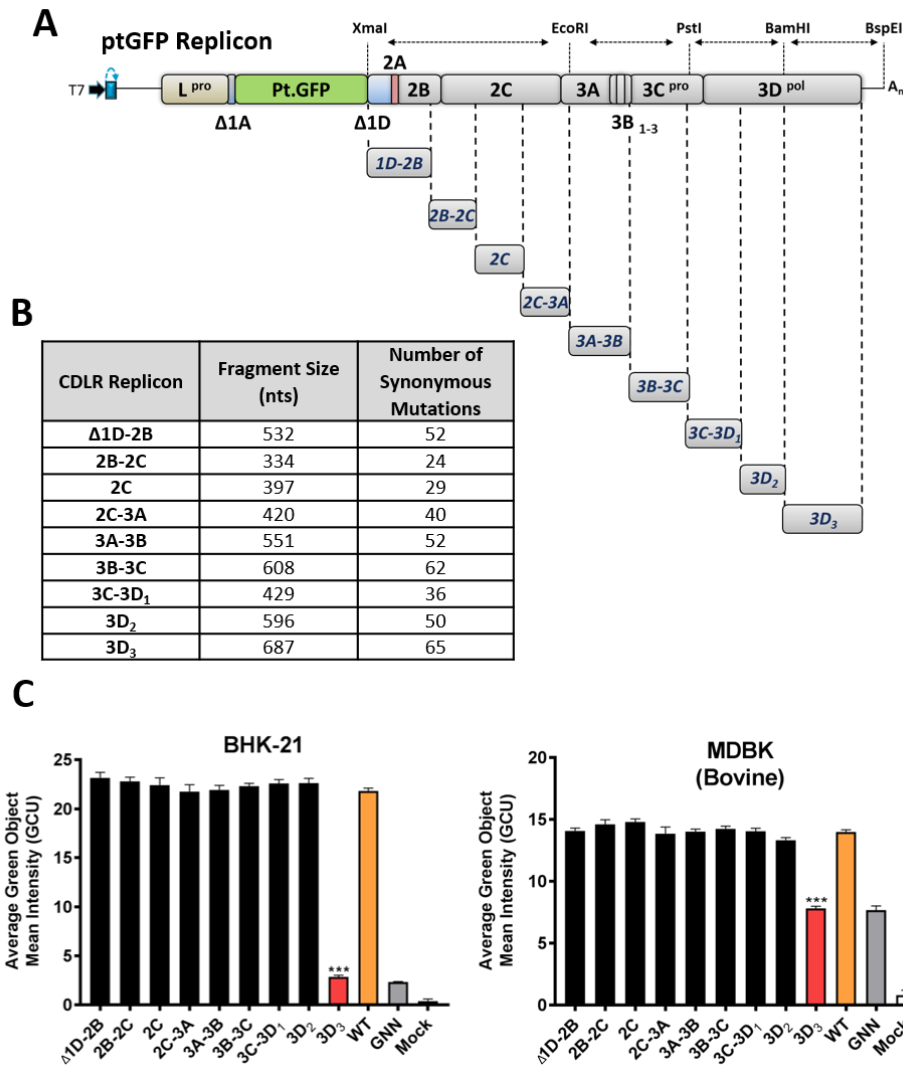 A
ptGFP Replicon
XmaI
EcoRI
PstI
BamHI
BspEI
T7
L pro
Pt.GFP
2A
2B
2C
3A
3C pro
3D pol
An
Δ1A
Δ1D
3B 1-3
1D-2B
2B-2C
2C
2C-3A
3A-3B
3B-3C
3C-3D1
3D2
3D3
B
CDLR Replicon Fragment Size (nts) Number of Synonymous Mutations
Δ1D-2B 532 52
2B-2C 334 24
2C 397 29
2C-3A 420 40
3A-3B 551 52
3B-3C 608 62
3C-3D1 429 36
3D2 596 50
3D3 687 65
C
BHK-21
Average Green Object
Mean Intensity (GCU)
25
20
15
10
5
0
***
Δ1D-2B
2B-2C
2C
2C-3A
3A-3B
3B-3C
3C-3D1
3D2
3D3
WT
GNN
Mock
MDBK
(Bovine)
Average Green Object
Mean Intensity (GCU)
20
15
10
5
0
***
Δ1D-2B
2B-2C
2C
2C-3A
3A-3B
3B-3C
3C-3D1
3D2
3D3
WT
GNN
Mock